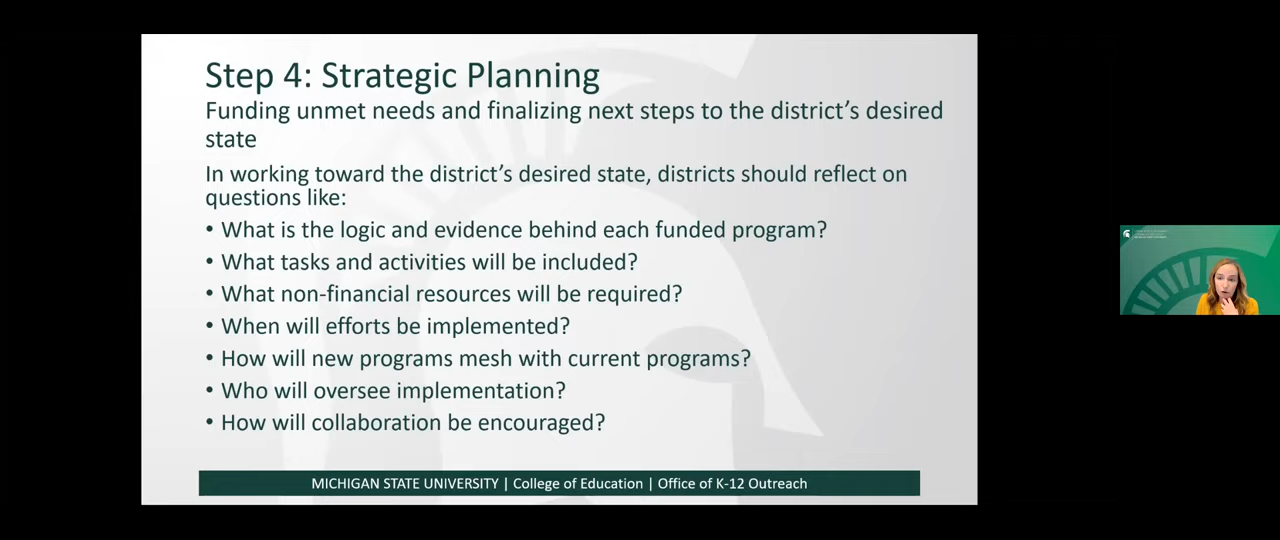 Step 4: Strategic Planning
Funding unmet needs and finalizing next steps to the district's desired
state
In working toward the district's desired state, districts should reflect on
questions like:
• What is the logic and evidence behind each funded program?
• What tasks and activities will be included?
• What non-financial resources will be required?
• When will efforts be implemented?
• How will new programs mesh with current programs?
• Who will oversee implementation?
• How will collaboration be encouraged?
MICHIGAN STATE UNIVERSITY | College of Education | Office of K-12 Outreach